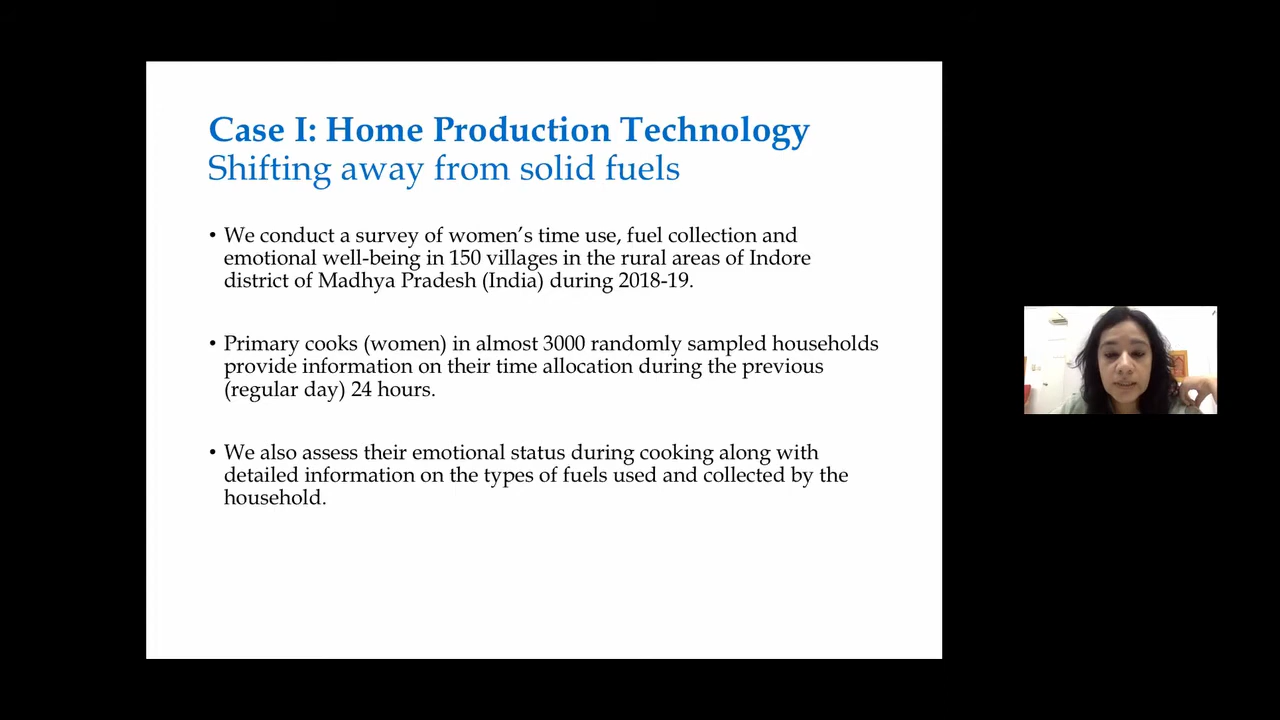 Case I: Home Production Technology
Shifting away from solid fuels
• We conduct a survey of women’s time use, fuel collection and
emotional well-being in 150 villages in the rural areas of Indore
district of Madhya Pradesh (India) during 2018-19.
• Primary cooks (women) in almost 3000 randomly sampled households
provide information on their time allocation during the previous
(regular day) 24 hours.
• We also assess their emotional status during cooking along with
detailed information on the types of fuels used and collected by the
household.